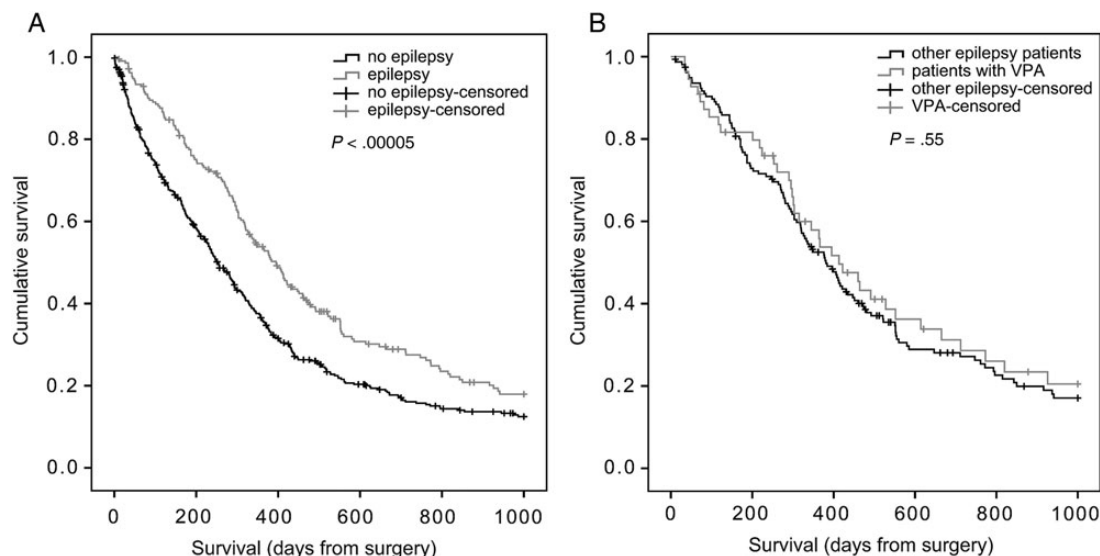 A
no epilepsy
epilepsy
no epilepsy-censored
epilepsy-censored
P < .00005
Cumulative survival
1.0
0.8
0.6
0.4
0.2
0.0
0 200 400 600 800 1000
Survival (days from surgery)
B
other epilepsy patients
patients with VPA
other epilepsy-censored
VPA-censored
P = .55
Cumulative survival
1.0
0.8
0.6
0.4
0.2
0.0
0 200 400 600 800 1000
Survival (days from surgery)